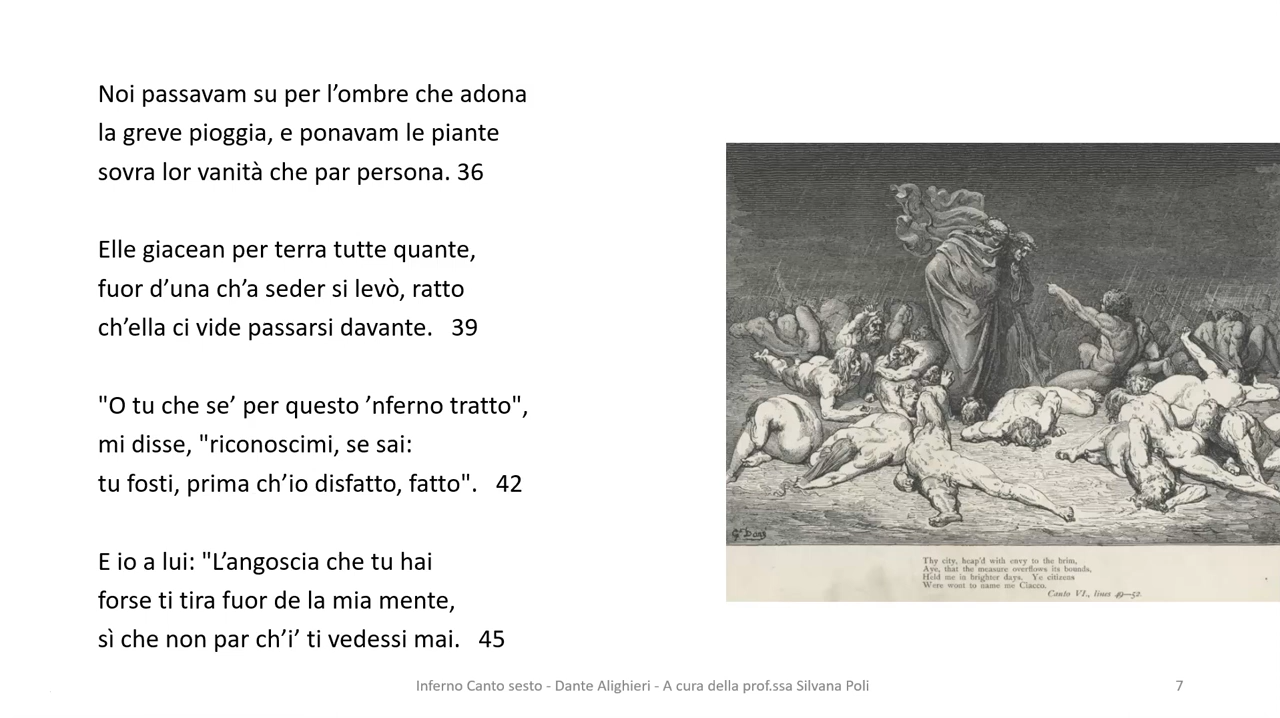 Noi passavam su per l’ombre che adona
la greve pioggia, e ponavam le piante
sovra lor vanità che par persona. 36
Elle giacean per terra tutte quante,
fuor d’una ch’a seder si levò, ratto
ch’ella ci vide passarsi davante. 39
"O tu che se’ per questo ’nferno tratto",
mi disse, "riconoscimi, se sai:
tu fosti, prima ch’io disfatto, fatto". 42
E io a lui: "L’angoscia che tu hai
forse ti tira fuor de la mia mente,
sì che non par ch’i’ ti vedessi mai. 45
G. Doré
Thy city, heap'd with envy to the brim,
Aye, that the measure overflows its bounds,
Held me in brighter days. Ye citizens
Were wont to name me Ciacco.
Canto VI., lines 49—52.
Inferno Canto sesto - Dante Alighieri - A cura della prof.ssa Silvana Poli
7